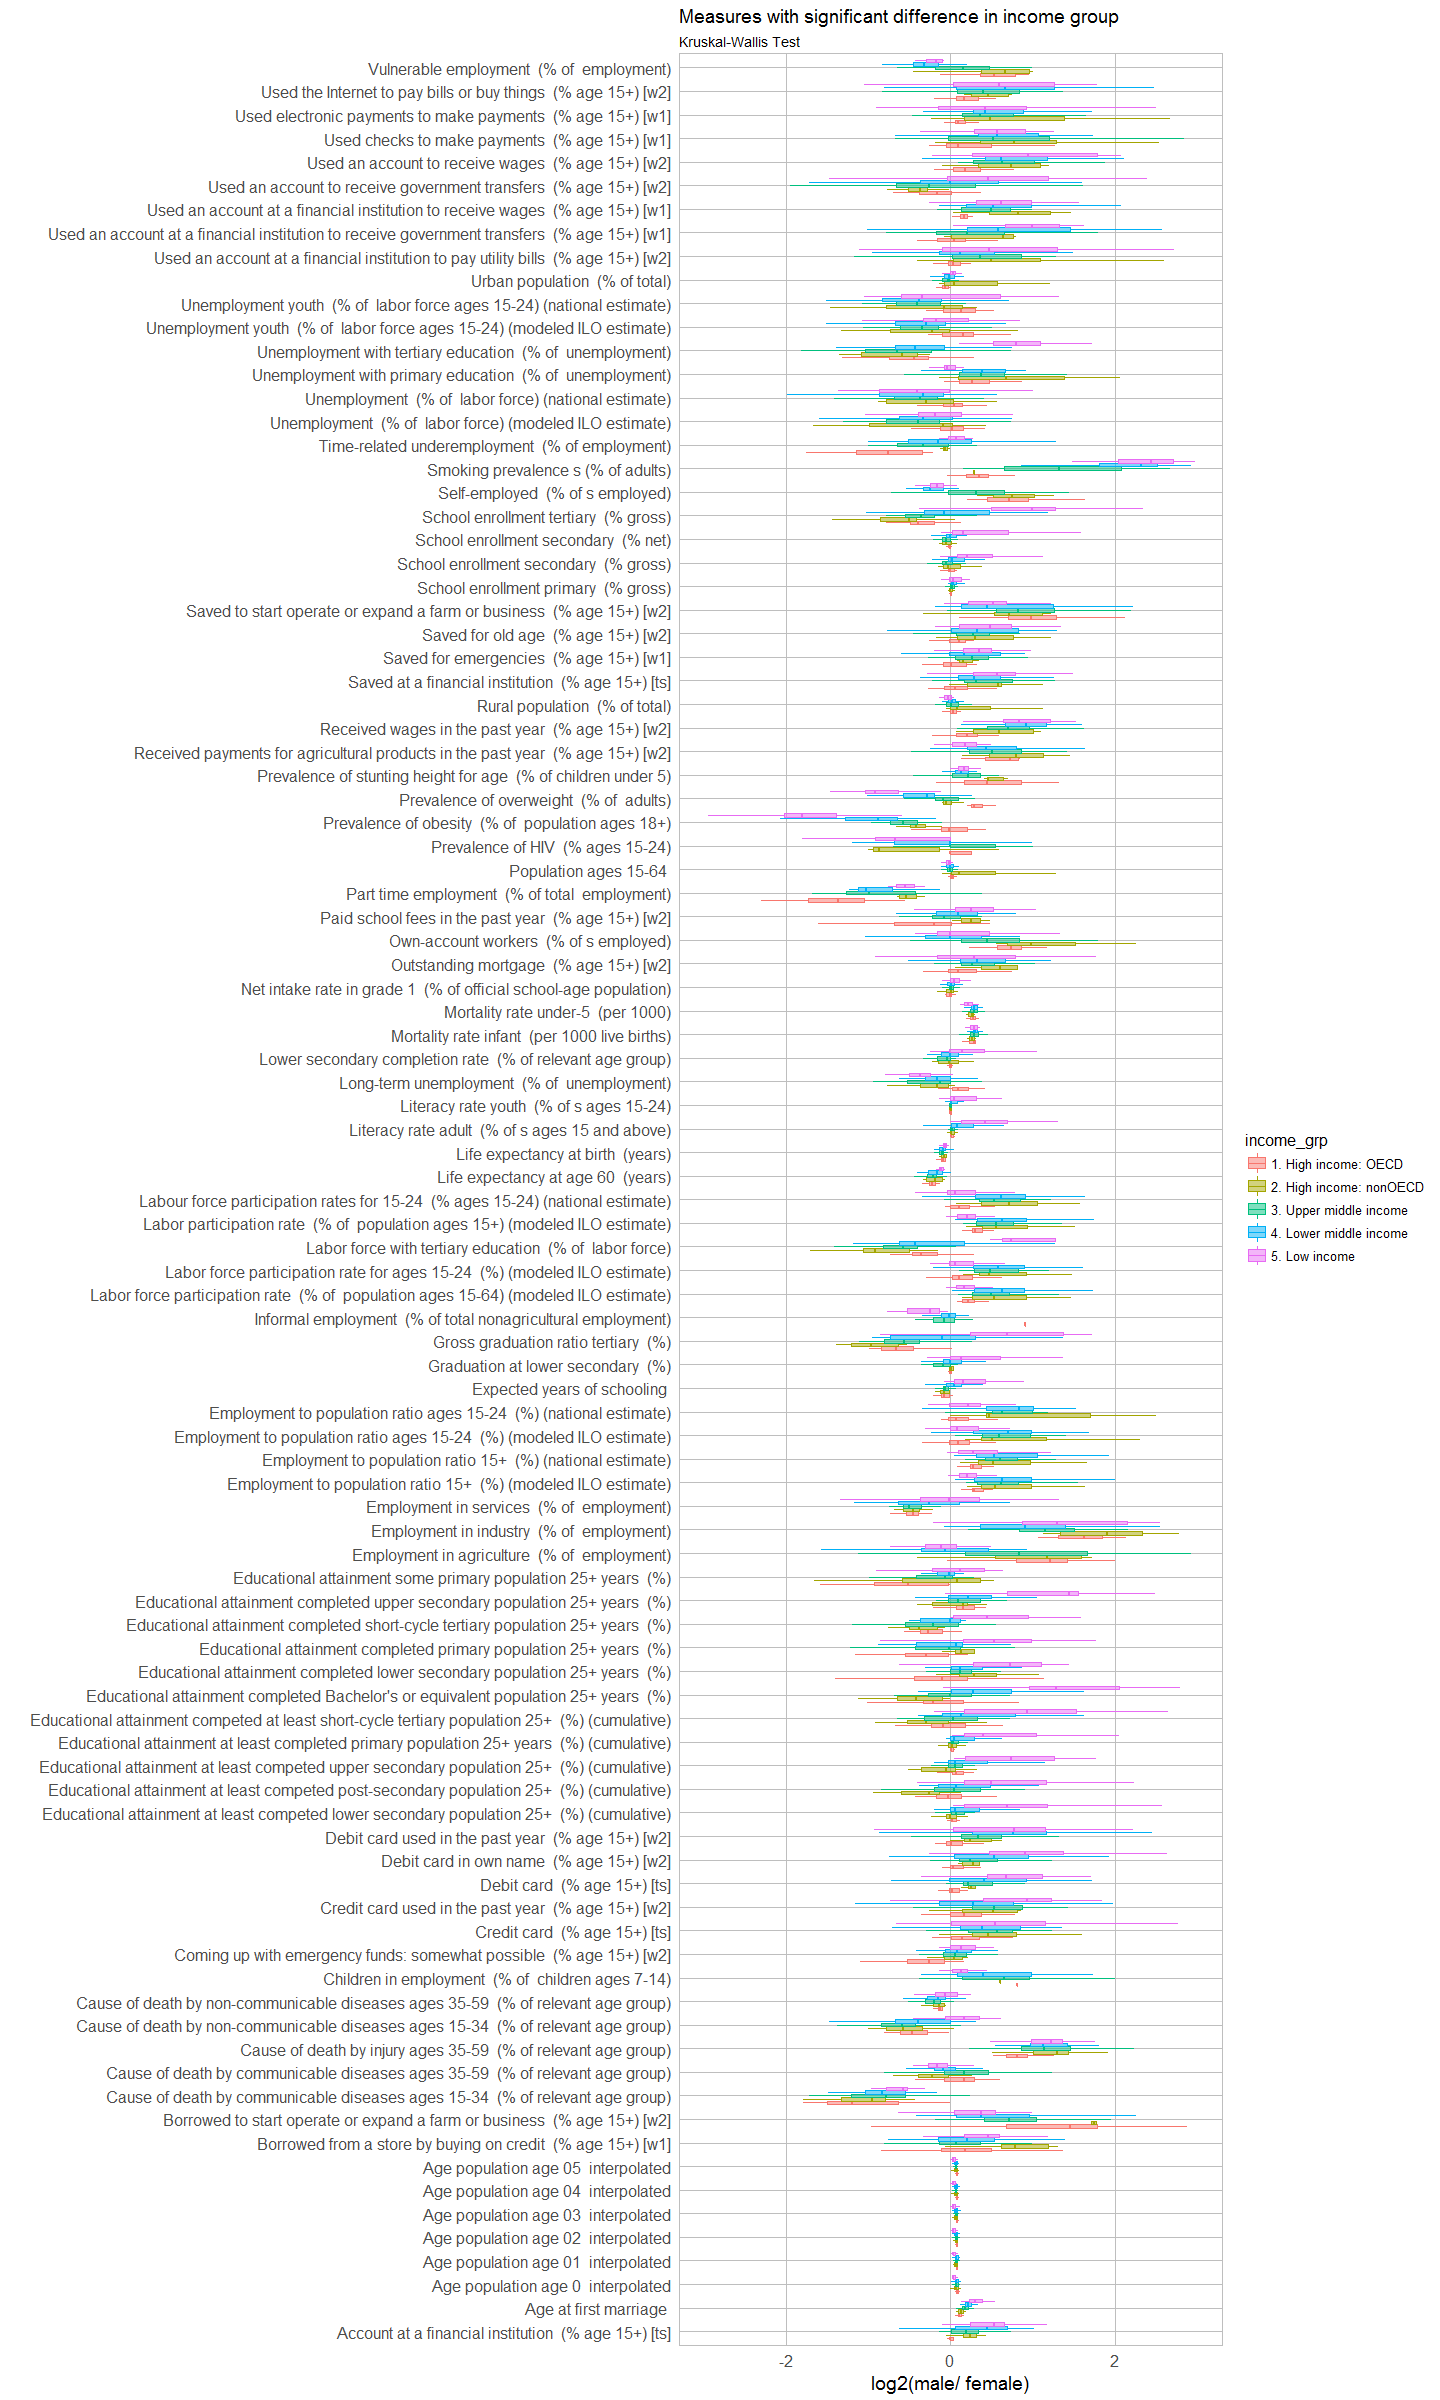 Measures with significant difference in income group
Kruskal-Wallis Test
Vulnerable employment (% of employment)
Used the Internet to pay bills or buy things (% age 15+) [w2]
Used electronic payments to make payments (% age 15+) [w1]
Used checks to make payments (% age 15+) [w1]
Used an account to receive wages (% age 15+) [w2]
Used an account to receive government transfers (% age 15+) [w2]
Used an account at a financial institution to receive wages (% age 15+) [w1]
Used an account at a financial institution to receive government transfers (% age 15+) [w1]
Used an account at a financial institution to pay utility bills (% age 15+) [w2]
Urban population (% of total)
Unemployment youth (% of labor force ages 15-24) (national estimate)
Unemployment youth (% of labor force ages 15-24) (modeled ILO estimate)
Unemployment with tertiary education (% of unemployment)
Unemployment with primary education (% of unemployment)
Unemployment (% of labor force) (national estimate)
Unemployment (% of labor force) (modeled ILO estimate)
Time-related underemployment (% of employment)
Smoking prevalence s (% of adults)
Self-employed (% of s employed)
School enrollment tertiary (% gross)
School enrollment secondary (% net)
School enrollment secondary (% gross)
School enrollment primary (% gross)
Saved to start operate or expand a farm or business (% age 15+) [w2]
Saved for old age (% age 15+) [w2]
Saved for emergencies (% age 15+) [w1]
Saved at a financial institution (% age 15+) [ts]
Rural population (% of total)
Received wages in the past year (% age 15+) [w2]
Received payments for agricultural products in the past year (% age 15+) [w2]
Prevalence of stunting height for age (% of children under 5)
Prevalence of overweight (% of adults)
Prevalence of obesity (% of population ages 18+)
Prevalence of HIV (% ages 15-24)
Population ages 15-64
Part time employment (% of total employment)
Paid school fees in the past year (% age 15+) [w2]
Own-account workers (% of s employed)
Outstanding mortgage (% age 15+) [w2]
Net intake rate in grade 1 (% of official school-age population)
Mortality rate under-5 (per 1000)
Mortality rate infant (per 1000 live births)
Lower secondary completion rate (% of relevant age group)
Long-term unemployment (% of unemployment)
Literacy rate youth (% of s ages 15-24)
Literacy rate adult (% of s ages 15 and above)
Life expectancy at birth (years)
Life expectancy at age 60 (years)
Labour force participation rates for 15-24 (% ages 15-24) (national estimate)
Labor participation rate (% of population ages 15+) (modeled ILO estimate)
Labor force with tertiary education (% of labor force)
Labor force participation rate for ages 15-24 (%) (modeled ILO estimate)
Labor force participation rate (% of population ages 15-64) (modeled ILO estimate)
Informal employment (% of total nonagricultural employment)
Gross graduation ratio tertiary (%)
Graduation at lower secondary (%)
Expected years of schooling
Employment to population ratio ages 15-24 (%) (national estimate)
Employment to population ratio ages 15-24 (%) (modeled ILO estimate)
Employment to population ratio 15+ (%) (national estimate)
Employment to population ratio 15+ (%) (modeled ILO estimate)
Employment in services (% of employment)
Employment in industry (% of employment)
Employment in agriculture (% of employment)
Educational attainment some primary population 25+ years (%)
Educational attainment completed upper secondary population 25+ years (%)
Educational attainment completed short-cycle tertiary population 25+ years (%)
Educational attainment completed primary population 25+ years (%)
Educational attainment completed lower secondary population 25+ years (%)
Educational attainment completed Bachelor's or equivalent population 25+ years (%)
Educational attainment competed at least short-cycle tertiary population 25+ (%) (cumulative)
Educational attainment at least completed primary population 25+ years (%) (cumulative)
Educational attainment at least competed upper secondary population 25+ (%) (cumulative)
Educational attainment at least competed post-secondary population 25+ (%) (cumulative)
Educational attainment at least competed lower secondary population 25+ (%) (cumulative)
Debit card used in the past year (% age 15+) [w2]
Debit card in own name (% age 15+) [w2]
Debit card (% age 15+) [ts]
Credit card used in the past year (% age 15+) [w2]
Credit card (% age 15+) [ts]
Coming up with emergency funds: somewhat possible (% age 15+) [w2]
Children in employment (% of children ages 7-14)
Cause of death by non-communicable diseases ages 35-59 (% of relevant age group)
Cause of death by non-communicable diseases ages 15-34 (% of relevant age group)
Cause of death by injury ages 35-59 (% of relevant age group)
Cause of death by communicable diseases ages 35-59 (% of relevant age group)
Cause of death by communicable diseases ages 15-34 (% of relevant age group)
Borrowed to start operate or expand a farm or business (% age 15+) [w2]
Borrowed from a store by buying on credit (% age 15+) [w1]
Age population age 05 interpolated
Age population age 04 interpolated
Age population age 03 interpolated
Age population age 02 interpolated
Age population age 01 interpolated
Age population age 0 interpolated
Age at first marriage
Account at a financial institution (% age 15+) [ts]
-2 0 2
log2(male/ female)
income_grp
1. High income: OECD
2. High income: nonOECD
3. Upper middle income
4. Lower middle income
5. Low income